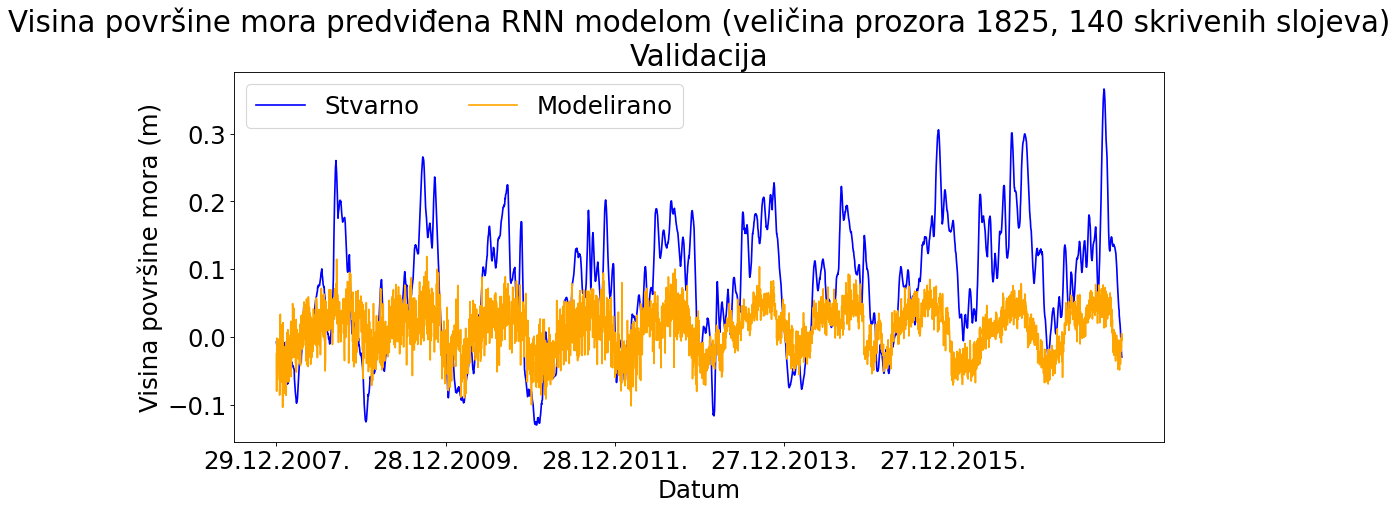 Visina površine mora predviđena RNN modelom (veličina prozora 1825, 140 skrivenih slojeva)
Validacija
Stvarno
Modelirano
Visina površine mora (m)
0.3
0.2
0.1
0.0
−0.1
29.12.2007.
28.12.2009.
28.12.2011.
27.12.2013.
27.12.2015.
Datum